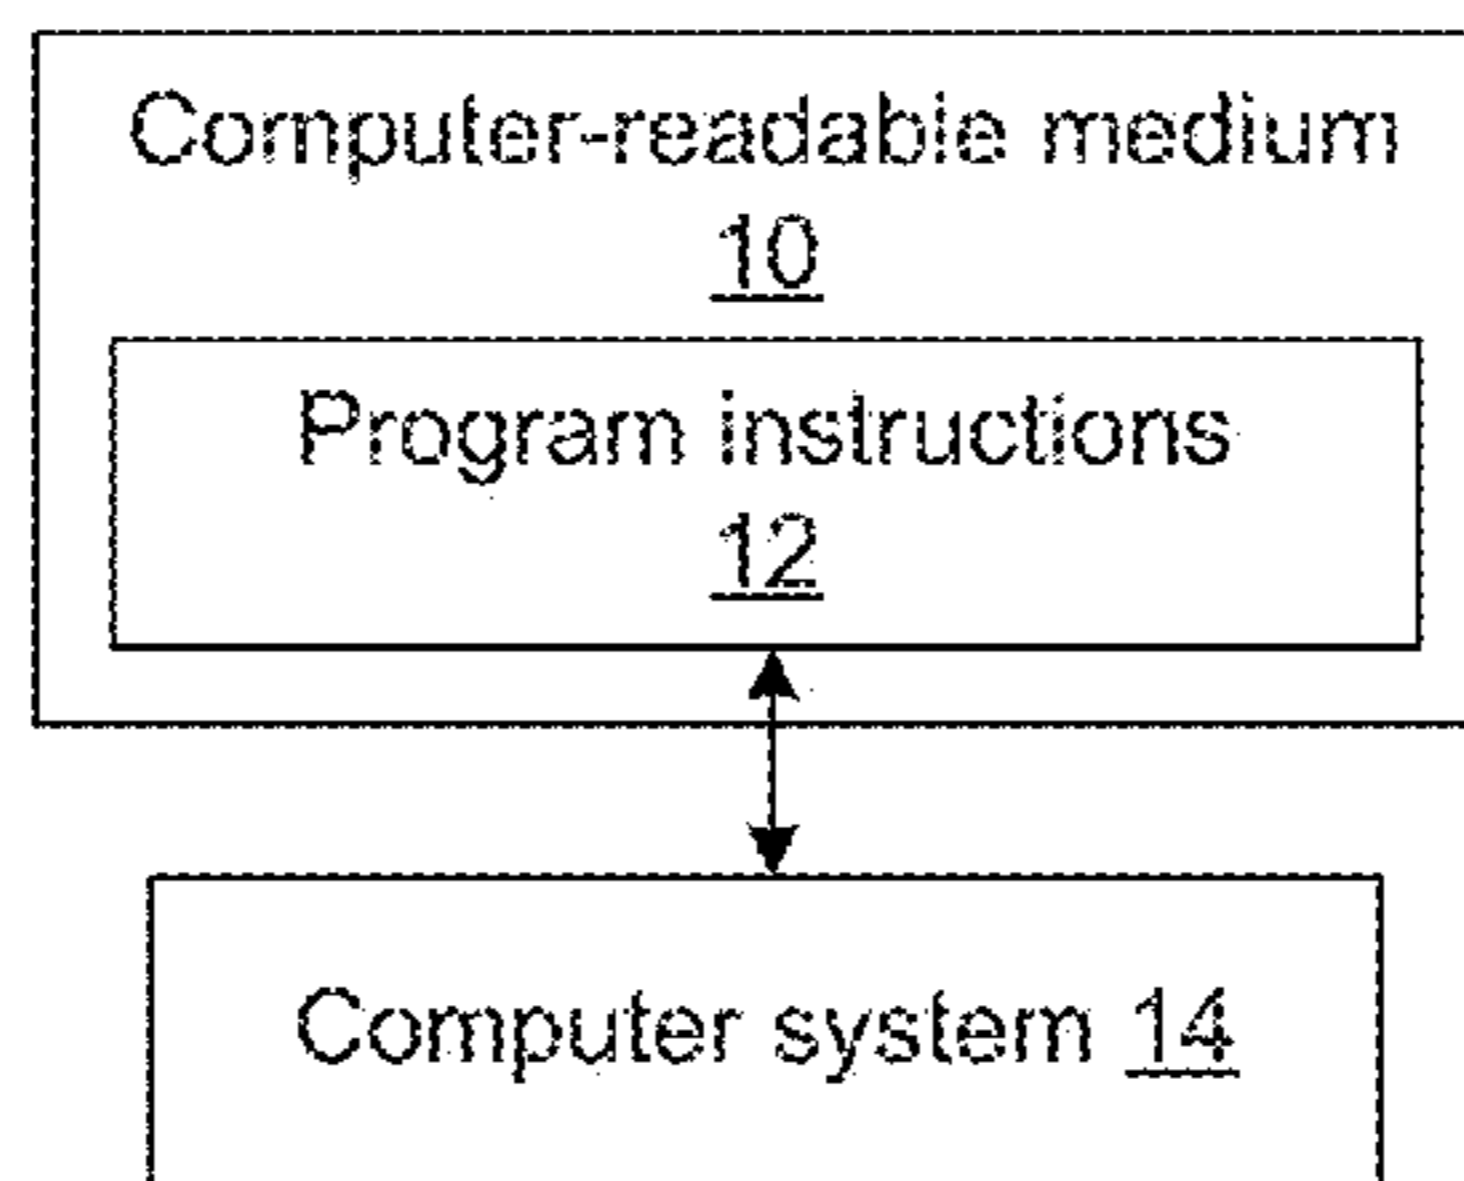 Computer-readable medium
10
Program instructions
12
Computer system 14